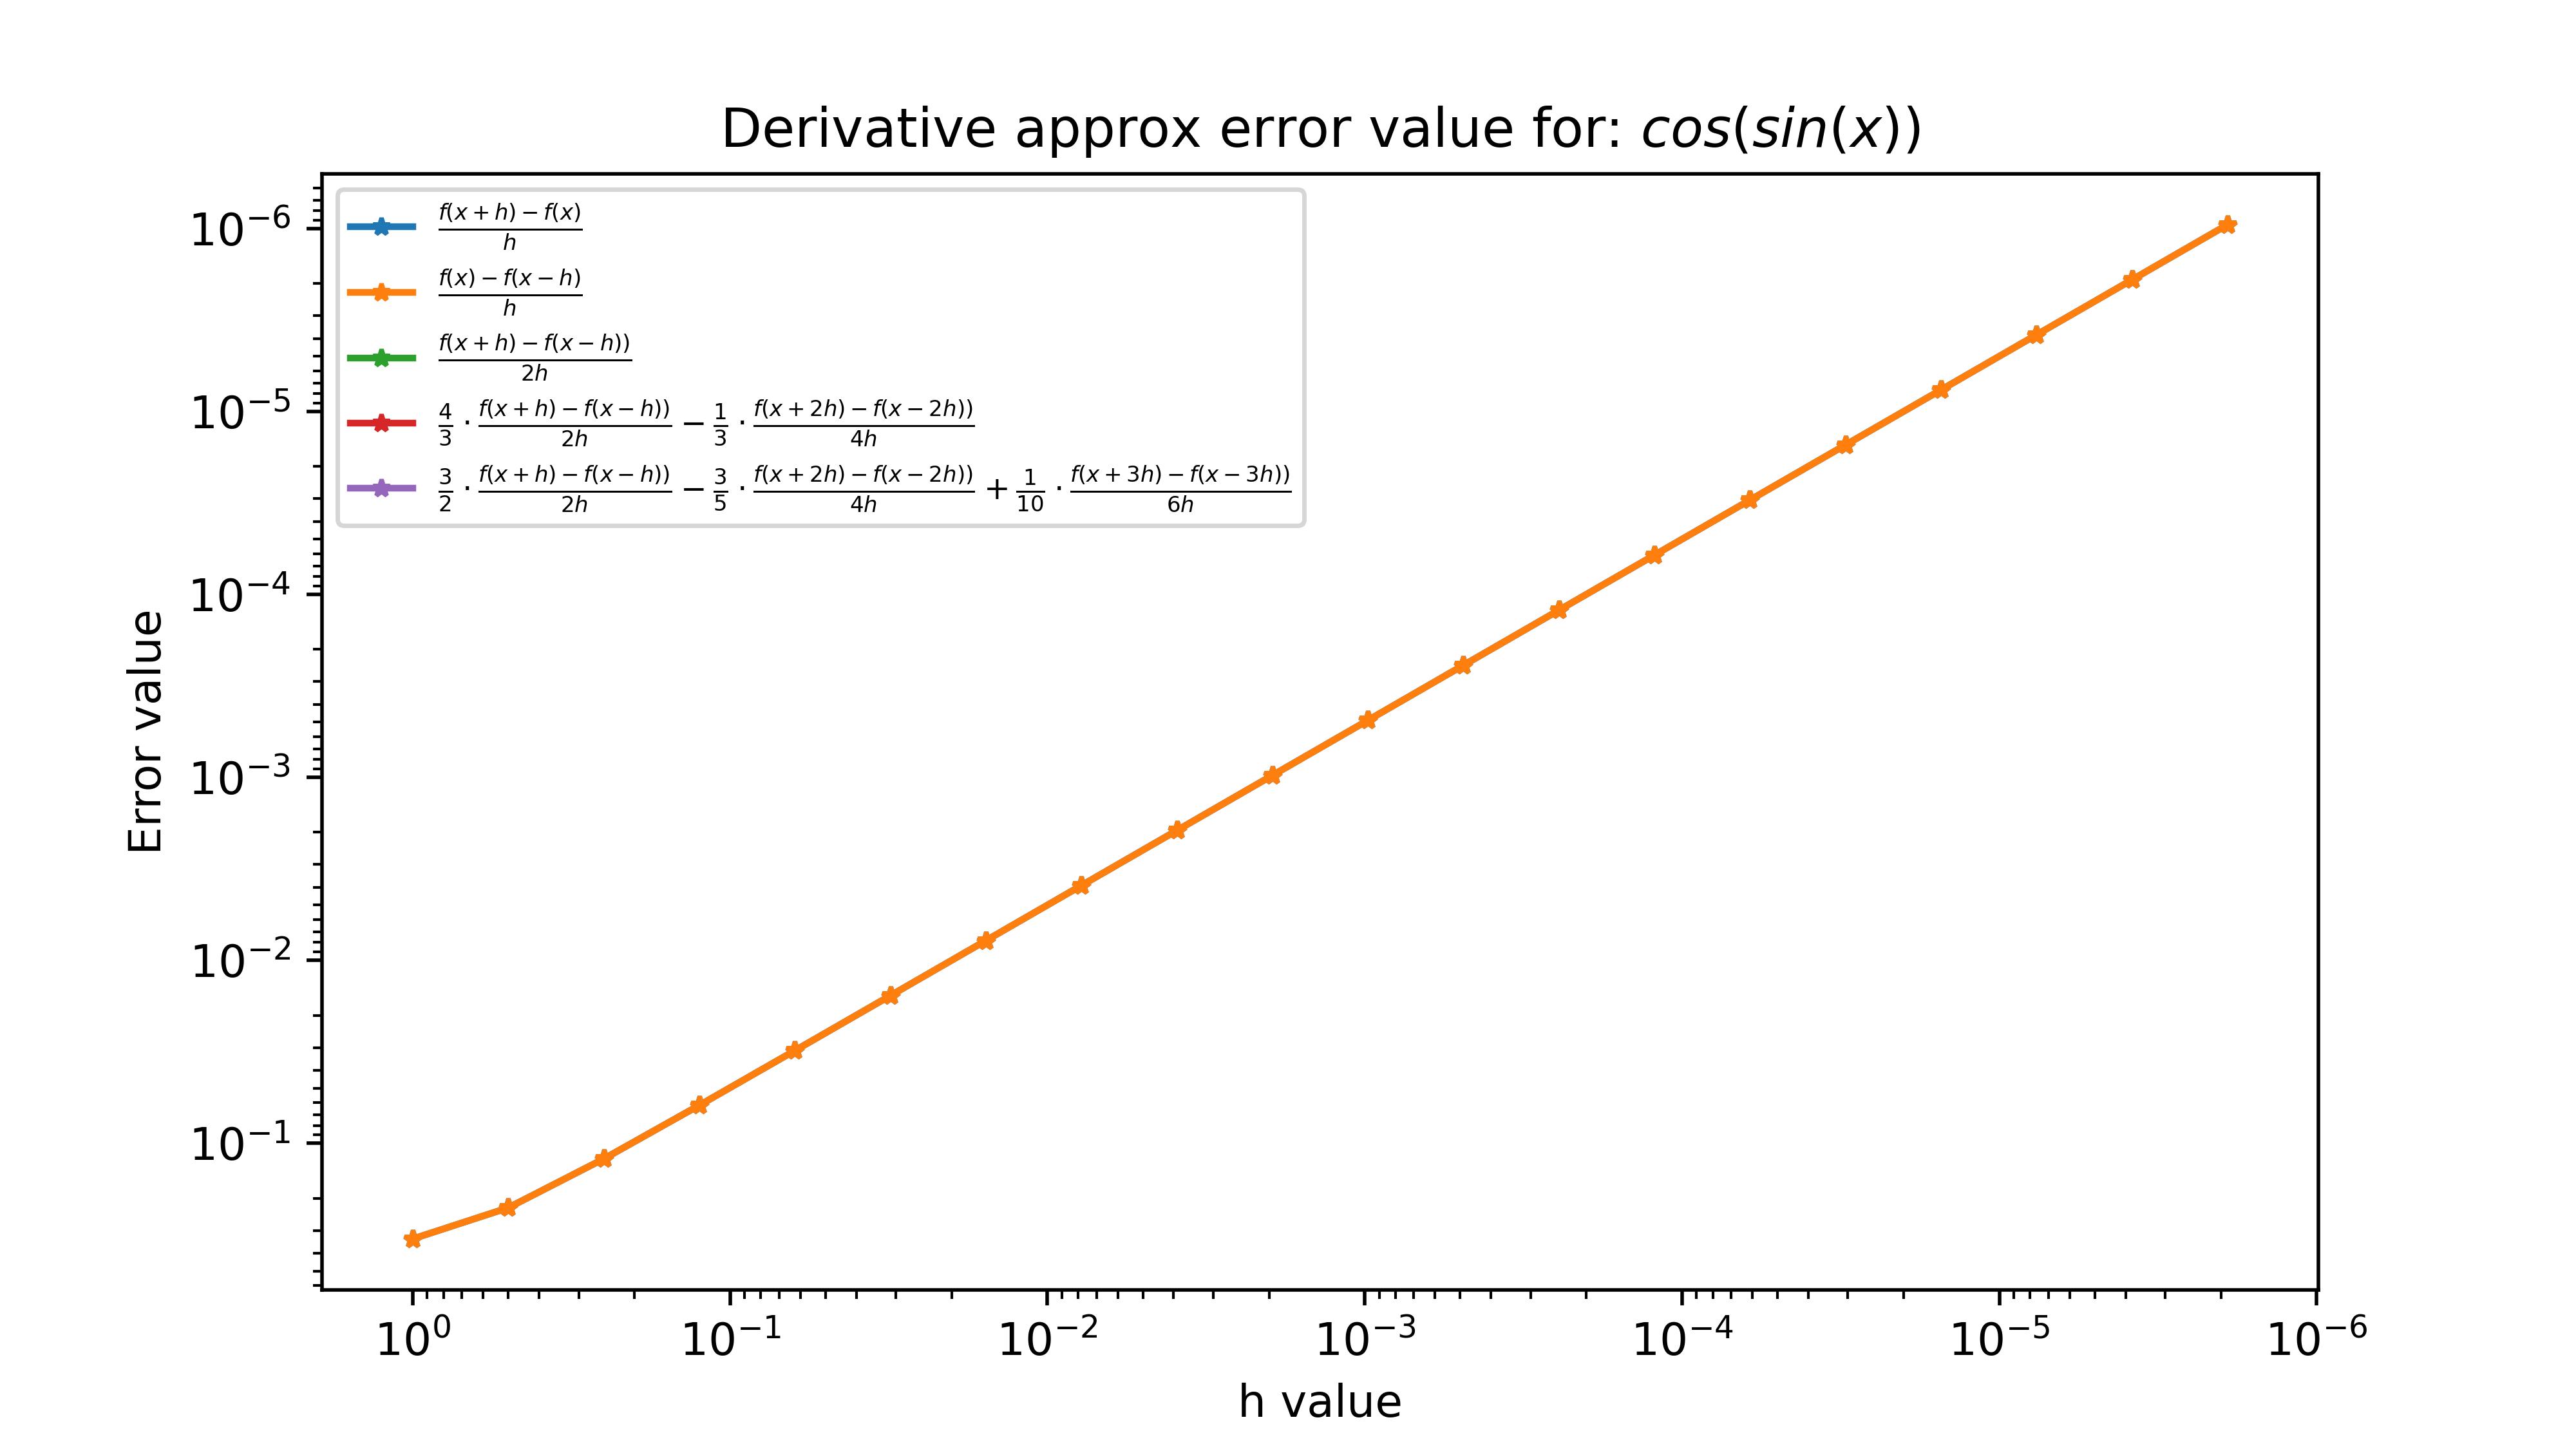 Derivative approx error value for: cos(sin(x))
f(x + h) − f(x)
h
f(x) − f(x − h)
h
f(x + h) − f(x − h))
2h
4/3 · f(x + h) − f(x − h))/2h − 1/3 · f(x + 2h) − f(x − 2h))/4h
3/2 · f(x + h) − f(x − h))/2h − 3/5 · f(x + 2h) − f(x − 2h))/4h + 1/10 · f(x + 3h) − f(x − 3h))/6h
Error value
10⁻⁶
10⁻⁵
10⁻⁴
10⁻³
10⁻²
10⁻¹
10⁰ 10⁻¹ 10⁻² 10⁻³ 10⁻⁴ 10⁻⁵ 10⁻⁶
h value